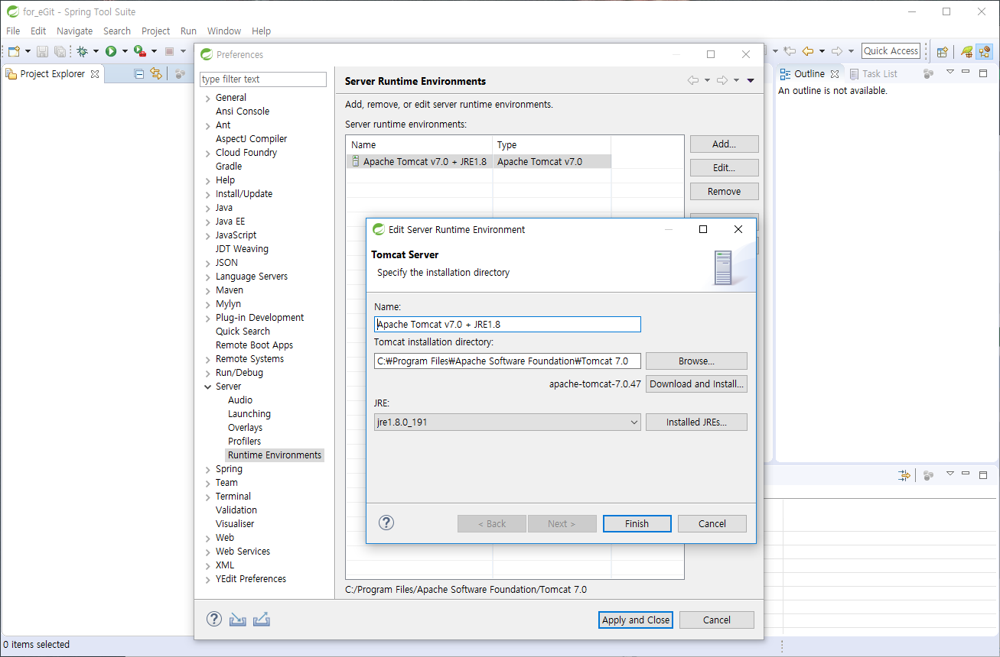 for_eGit - Spring Tool Suite
File Edit Navigate Search Project Run Window Help
Quick Access
Project Explorer
Preferences
type filter text
General
Ansi Console
Ant
AspectJ Compiler
Cloud Foundry
Gradle
Help
Install/Update
Java
Java EE
JavaScript
JDT Weaving
JSON
Language Servers
Maven
Mylyn
Plug-in Development
Quick Search
Remote Boot Apps
Remote Systems
Run/Debug
Server
Audio
Launching
Overlays
Profilers
Runtime Environments
Spring
Team
Terminal
Validation
Visualiser
Web
Web Services
XML
YEdit Preferences
Server Runtime Environments
Add, remove, or edit server runtime environments.
Server runtime environments:
Name Type
Apache Tomcat v7.0 + JRE1.8 Apache Tomcat v7.0
Add...
Edit...
Remove
Edit Server Runtime Environment
Tomcat Server
Specify the installation directory
Name:
Apache Tomcat v7.0 + JRE1.8
Tomcat installation directory:
C:₩Program Files₩Apache Software Foundation₩Tomcat 7.0 Browse...
apache-tomcat-7.0.47 Download and Install...
JRE:
jre1.8.0_191 Installed JREs...
< Back Next > Finish Cancel
C:/Program Files/Apache Software Foundation/Tomcat 7.0
Apply and Close Cancel
Outline Task List
An outline is not available.
0 items selected